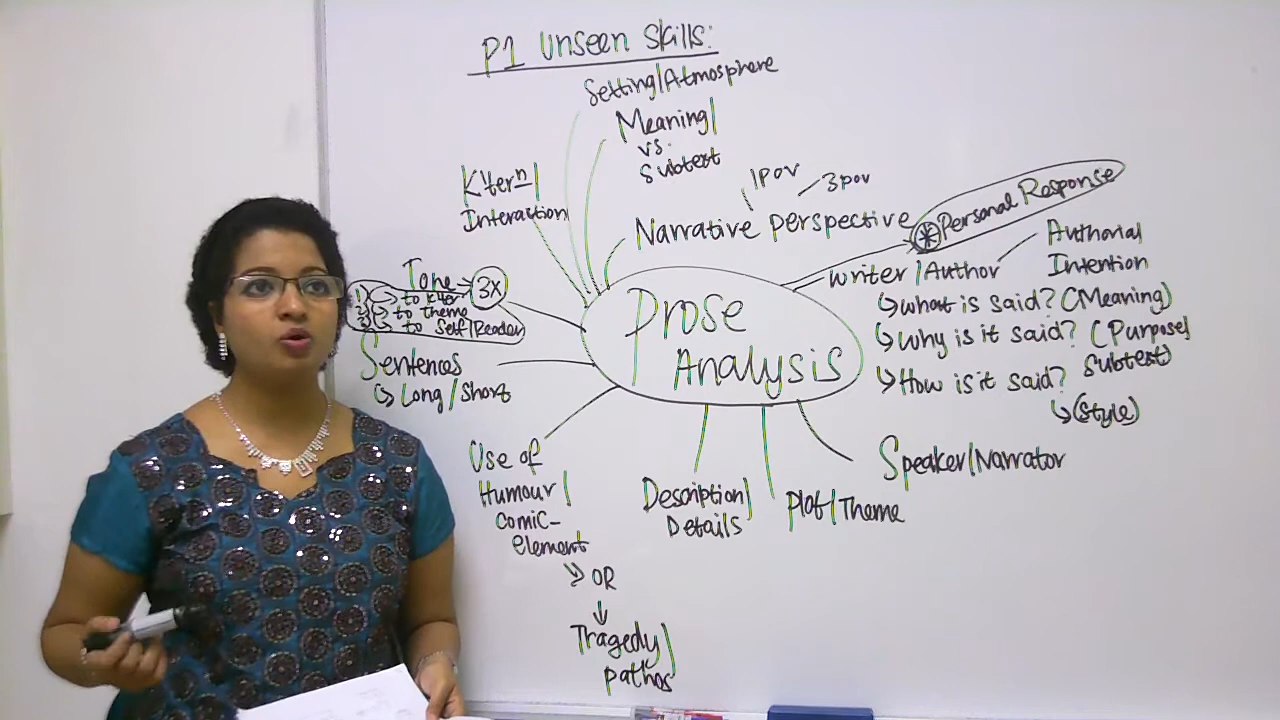 P1 Unseen Skills:
Setting/Atmosphere
Meaning/
vs.
Subtext
K'ter n/
Interaction
1pov
3pov
Narrative perspective
* Personal Response
Writer/Author
Authorial
Intention
↳ what is said? (Meaning)
↳ Why is it said? (Purpose/
Subtext)
↳ How is it said?
↳ (Style)
Tone → 3x
1) → to K'ter
2) → to Theme
3) → to Self/Reader
Prose
Analysis
Sentences
↳ Long/Short
Use of
Humour/
Comic-
element
OR
Tragedy/
pathos
Description/
Details
Plot/Theme
Speaker/Narrator